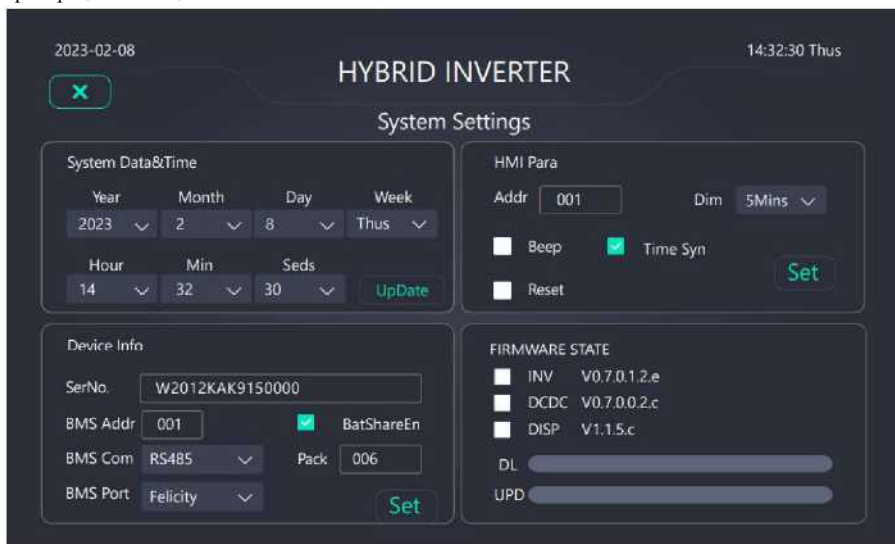 2023-02-08
14:32:30 Thus
HYBRID INVERTER
System Settings
System Data&Time
Year Month Day Week
2023 2 8 Thus
Hour Min Seds
14 32 30 UpDate
HMI Para
Addr 001 Dim 5Mins
Beep Time Syn
Reset Set
Device Info
SerNo. W2012KAK9150000
BMS Addr 001 BatShareEn
BMS Com RS485 Pack 006
BMS Port Felicity Set
FIRMWARE STATE
INV V0.7.0.1.2.e
DCDC V0.7.0.0.2.c
DISP V1.1.5.c
DL
UPD